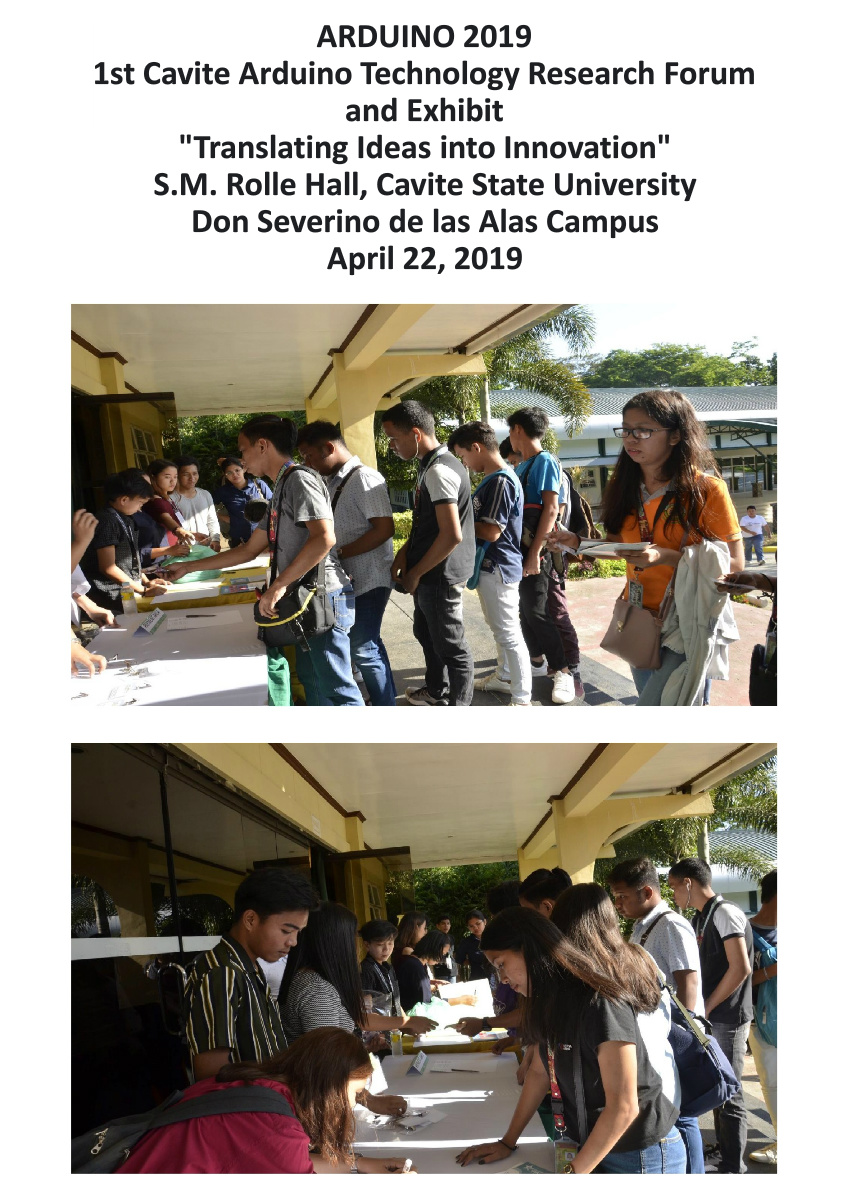 ARDUINO 2019
1st Cavite Arduino Technology Research Forum
and Exhibit
"Translating Ideas into Innovation"
S.M. Rolle Hall, Cavite State University
Don Severino de las Alas Campus
April 22, 2019